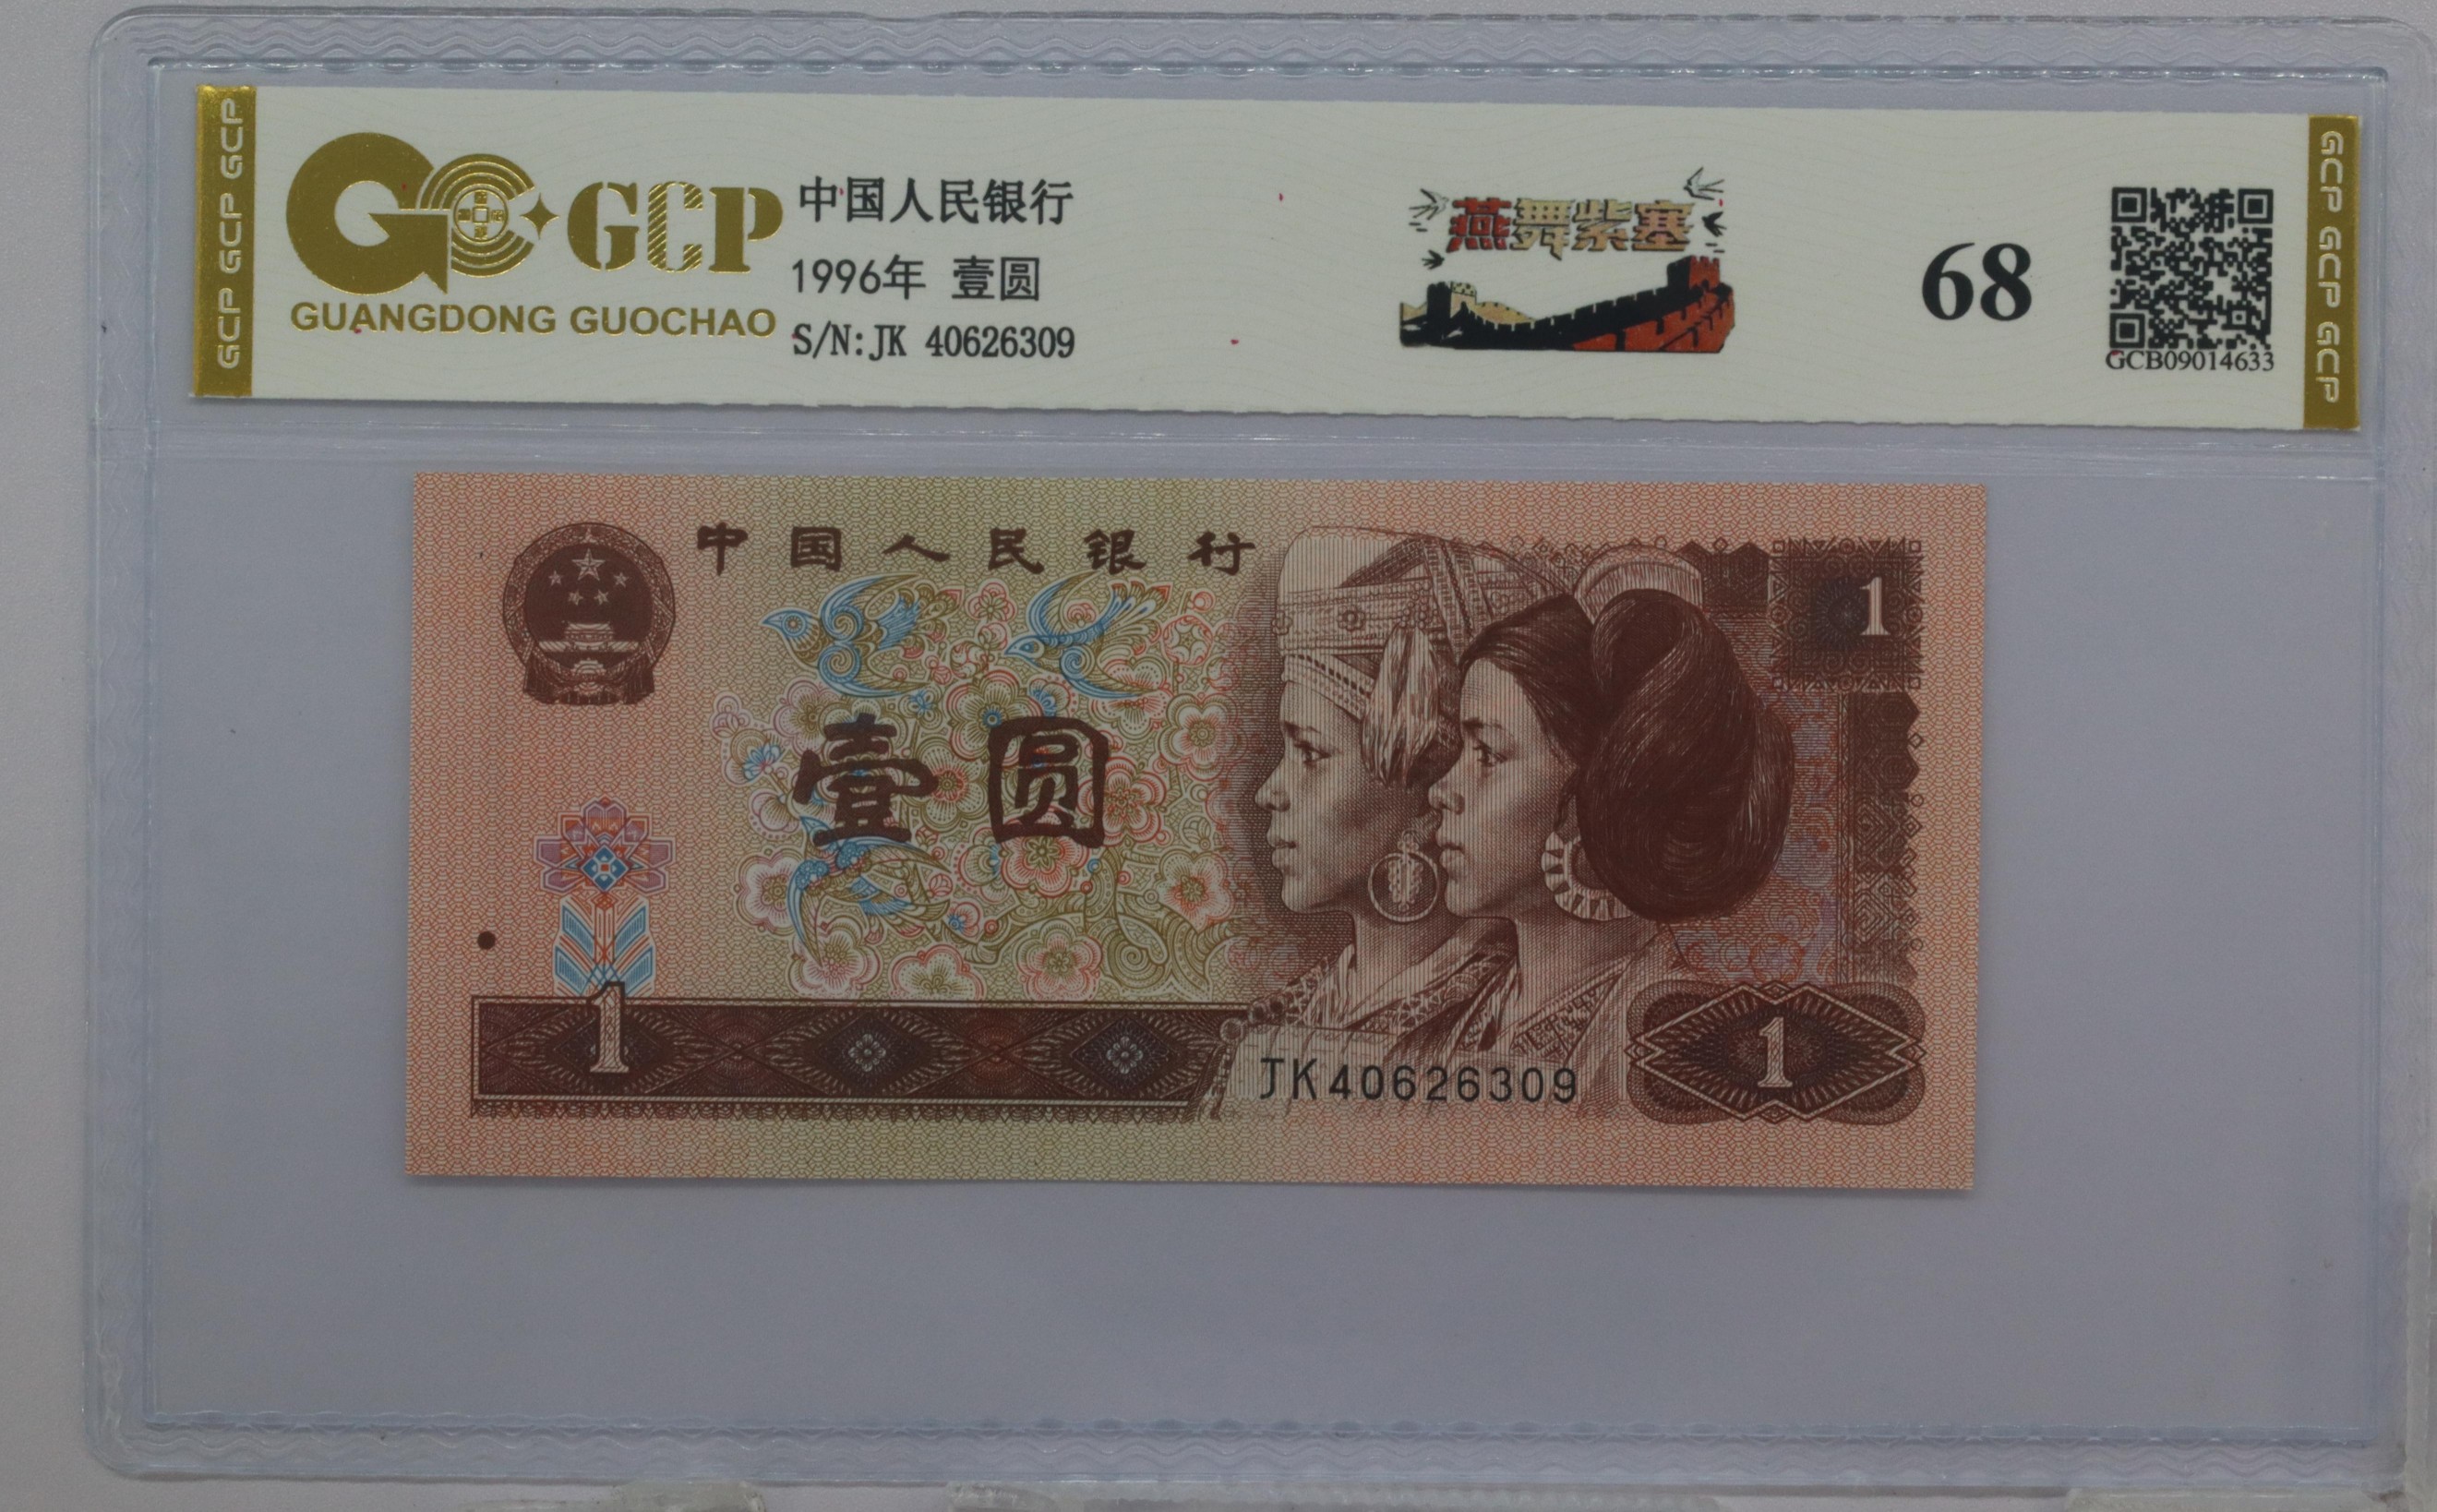 GCP GCP GCP
GCP
GUANGDONG GUOCHAO
中国人民银行
1996年 壹圆
S/N:JK 40626309
燕舞紫塞
68
GCB09014633
GCP GCP GCP
中国人民银行
1
壹圆
1
JK40626309
1